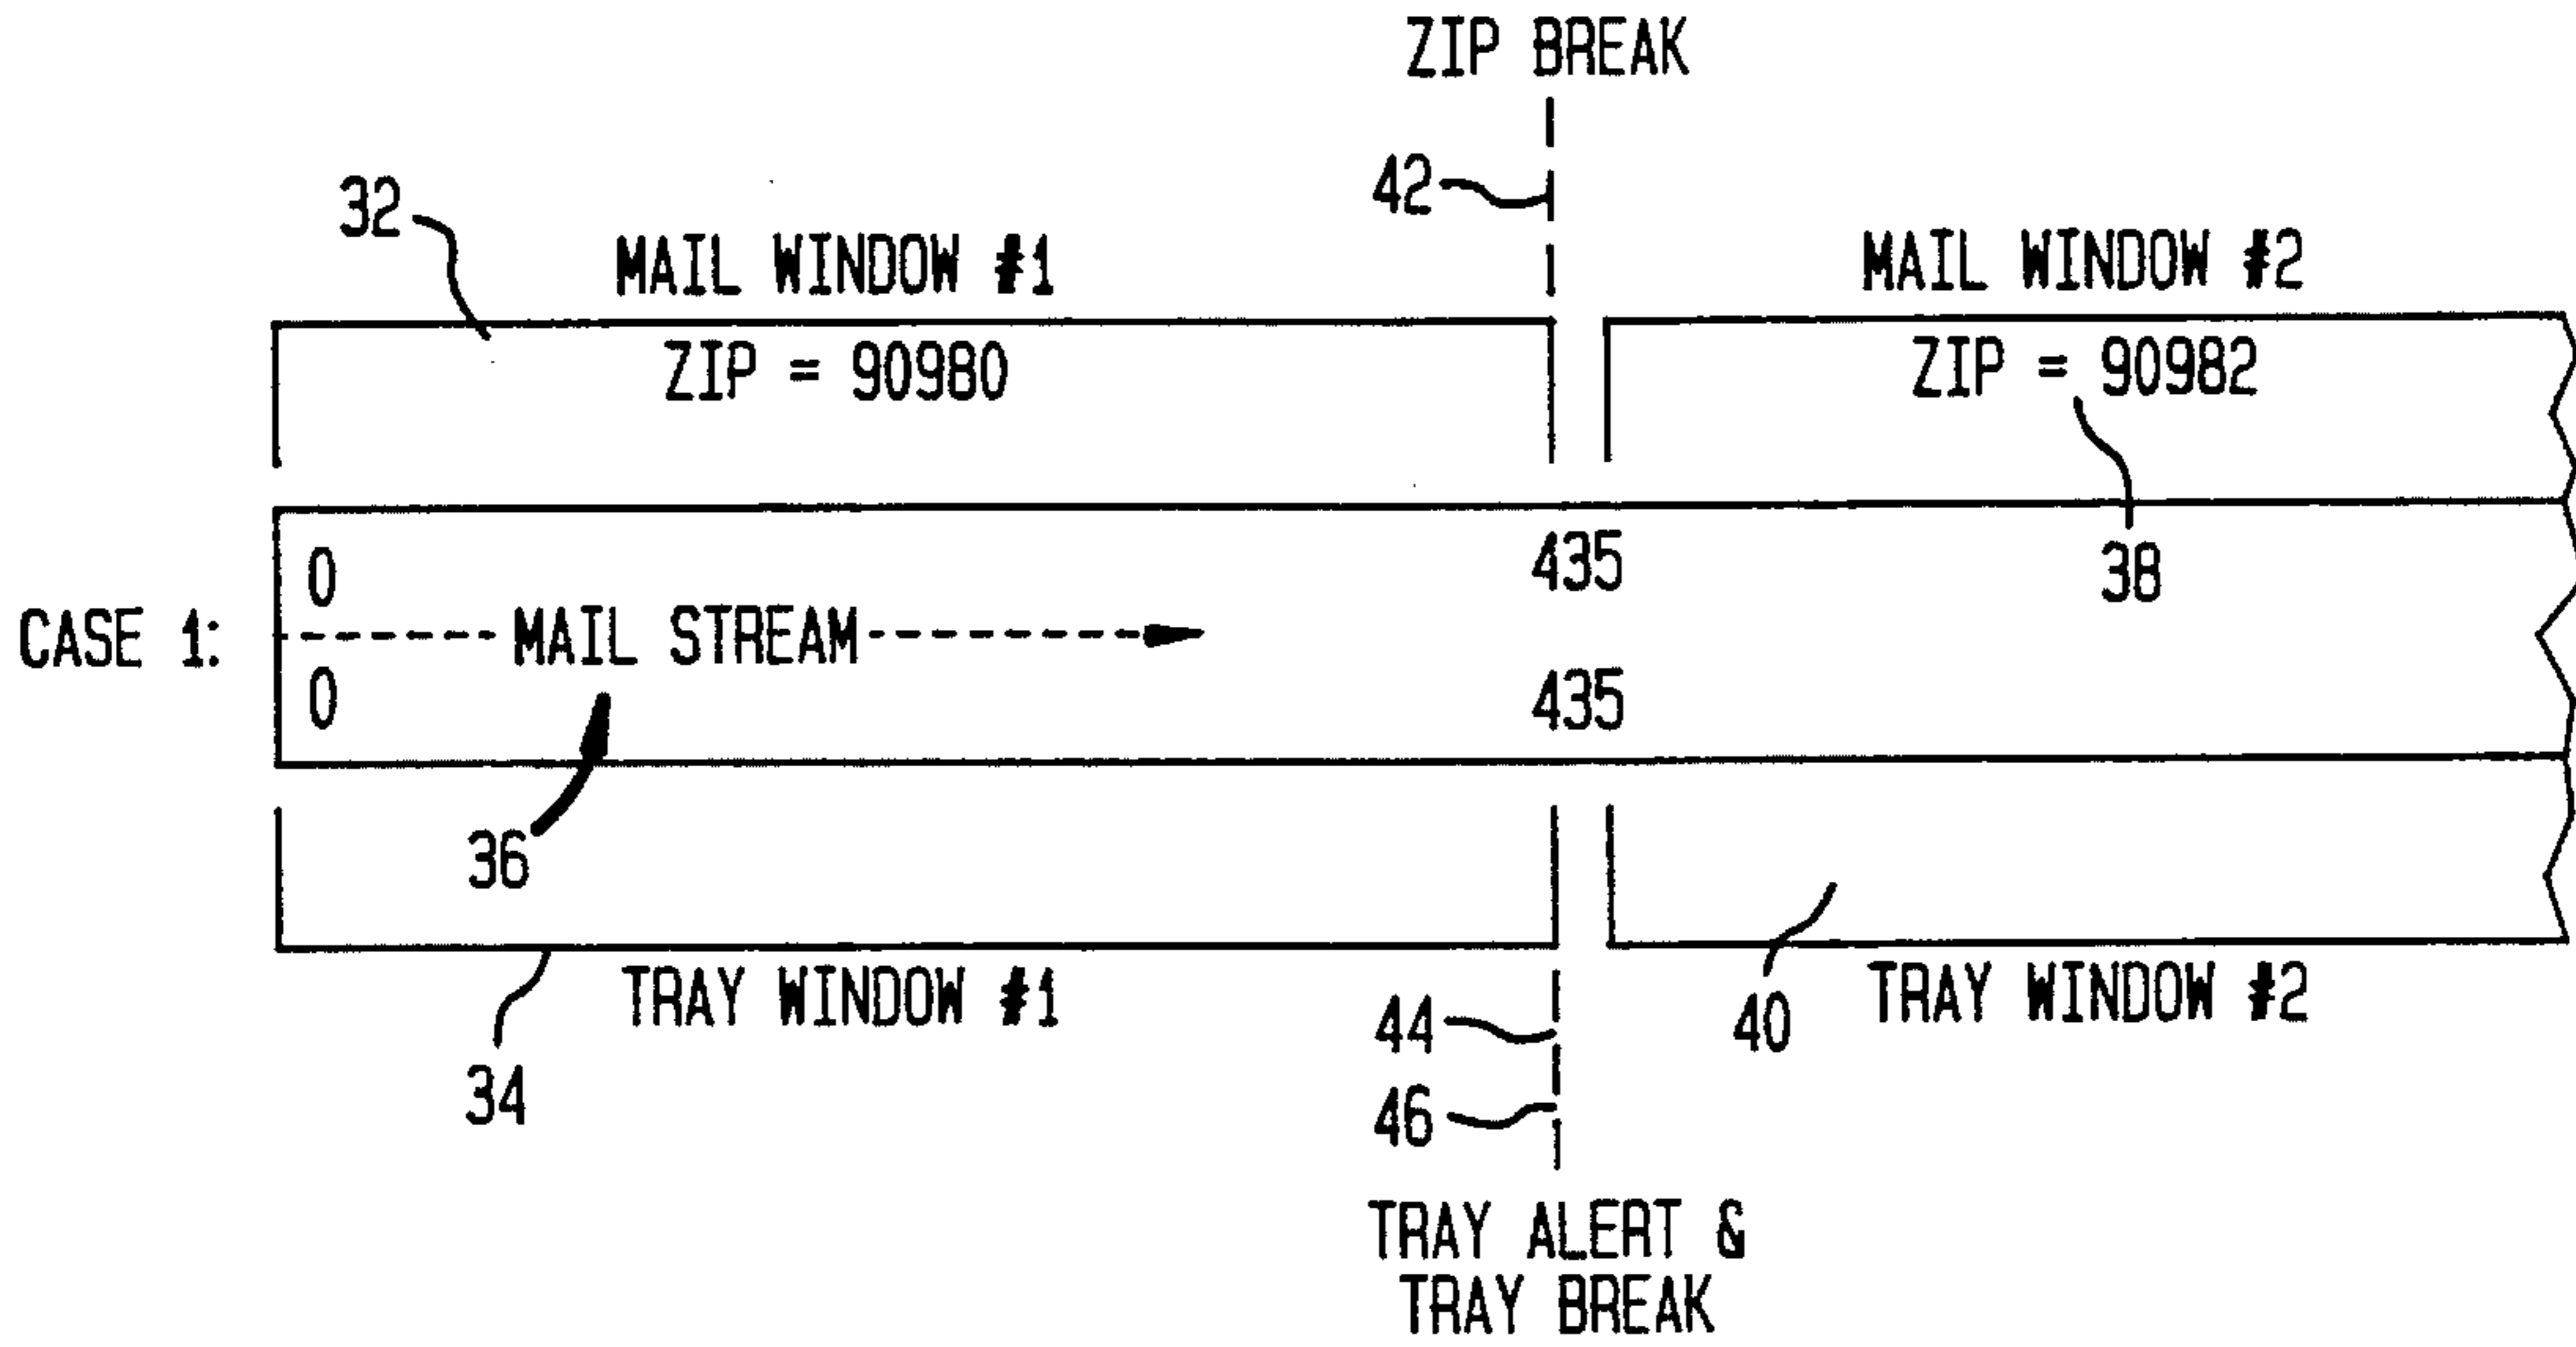 ZIP BREAK
42
32
MAIL WINDOW #1
MAIL WINDOW #2
ZIP = 90980
ZIP = 90982
0
435
38
CASE 1:
MAIL STREAM
0
435
36
TRAY WINDOW #1
44
40
TRAY WINDOW #2
34
46
TRAY ALERT &
TRAY BREAK